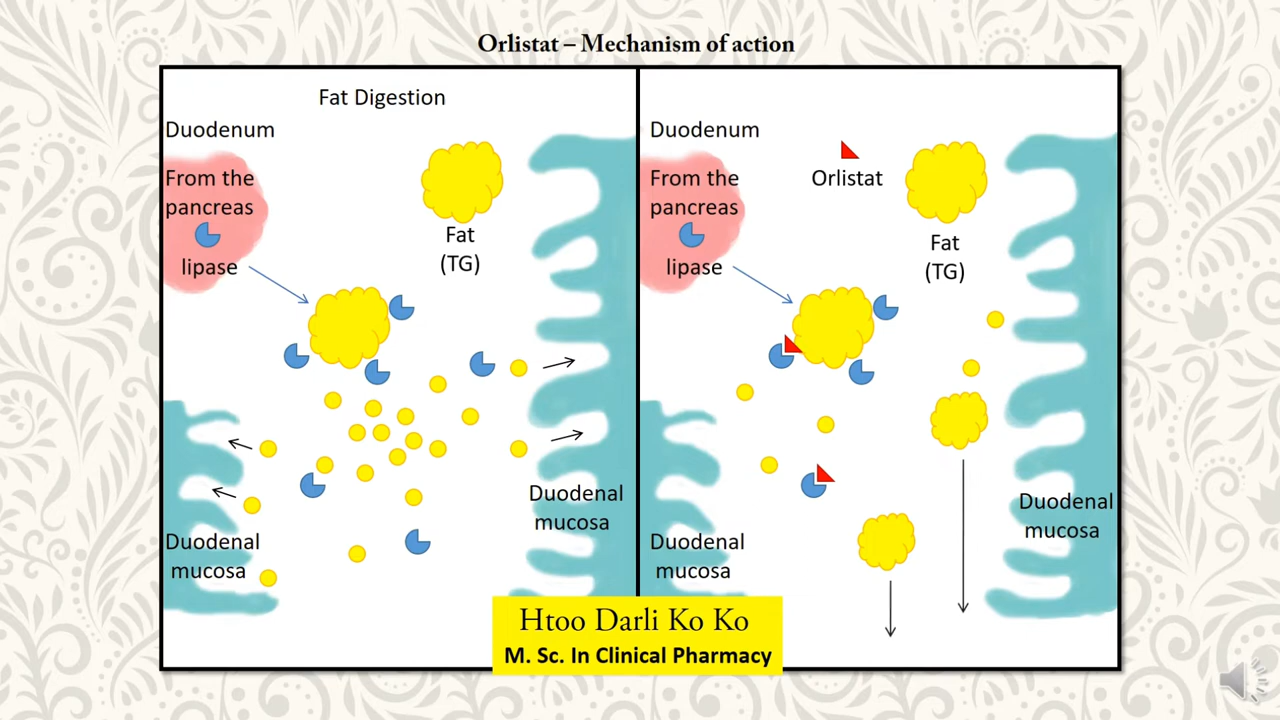 Orlistat – Mechanism of action
Fat Digestion
Duodenum
From the
pancreas
lipase
Fat
(TG)
Duodenal
mucosa
Duodenal
mucosa
Duodenum
From the
pancreas
lipase
Orlistat
Fat
(TG)
Duodenal
mucosa
Duodenal
mucosa
Htoo Darli Ko Ko
M. Sc. In Clinical Pharmacy